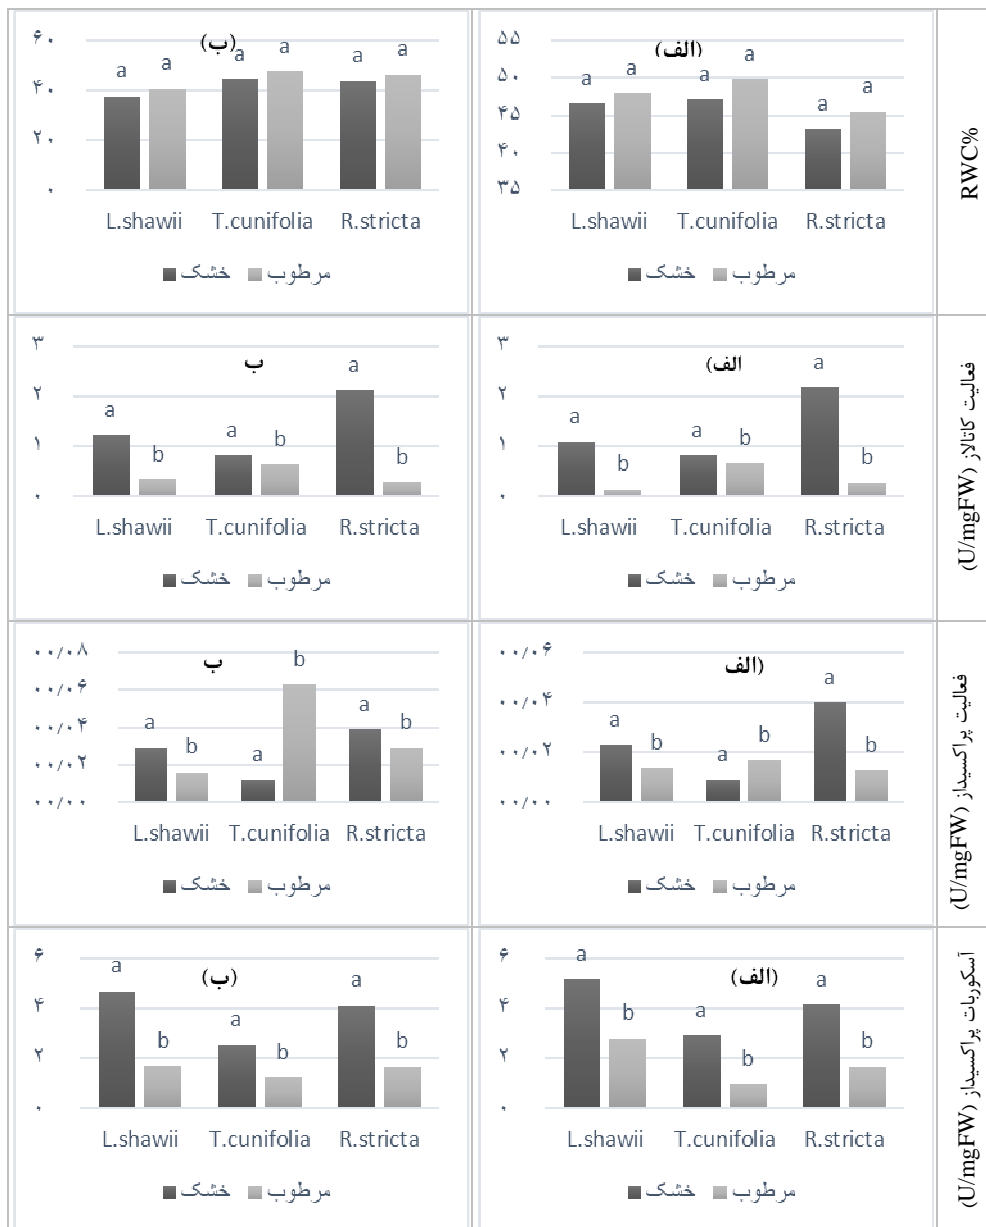 RWC%
(الف)
۵۵
۵۰
۴۵
۴۰
۳۵
a a a a a a
L.shawii T.cunifolia R.stricta
خشک مرطوب
(ب)
۶۰
۴۰
۲۰
۰
a a a a a a
L.shawii T.cunifolia R.stricta
خشک مرطوب
فعالیت کاتالاز (U/mgFW)
الف)
۳
۲
۱
۰
a b a b a b
L.shawii T.cunifolia R.stricta
خشک مرطوب
ب
۳
۲
۱
۰
a b a b a b
L.shawii T.cunifolia R.stricta
خشک مرطوب
فعالیت پراکسیداز (U/mgFW)
(الف
۰۰/۰۶
۰۰/۰۴
۰۰/۰۲
۰۰/۰۰
a b a b a b
L.shawii T.cunifolia R.stricta
خشک مرطوب
ب
۰۰/۰۸
۰۰/۰۶
۰۰/۰۴
۰۰/۰۲
۰۰/۰۰
a b a b a b
L.shawii T.cunifolia R.stricta
خشک مرطوب
آسکوربات پراکسیداز (U/mgFW)
(الف)
۶
۴
۲
۰
a b a b a b
L.shawii T.cunifolia R.stricta
خشک مرطوب
(ب)
۶
۴
۲
۰
a b a b a b
L.shawii T.cunifolia R.stricta
خشک مرطوب